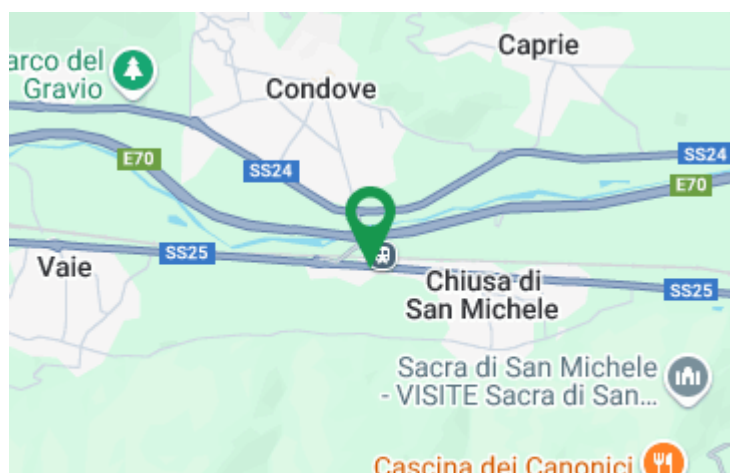 Caprie
arco del
Gravio
Condove
E70
SS24
SS24
E70
SS25
Vaie
Chiusa di
San Michele
SS25
Sacra di San Michele
- VISITE Sacra di San...
Cascina dei Canonici